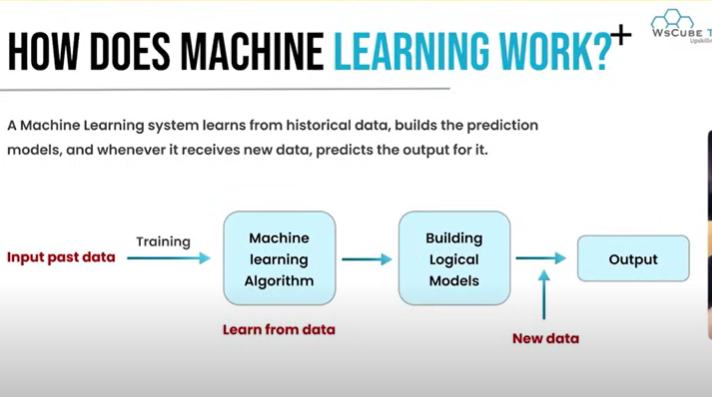 HOW DOES MACHINE LEARNING WORK?
WsCUBE T
Upskillin
A Machine Learning system learns from historical data, builds the prediction
models, and whenever it receives new data, predicts the output for it.
Input past data
Training
Machine
learning
Algorithm
Learn from data
Building
Logical
Models
New data
Output